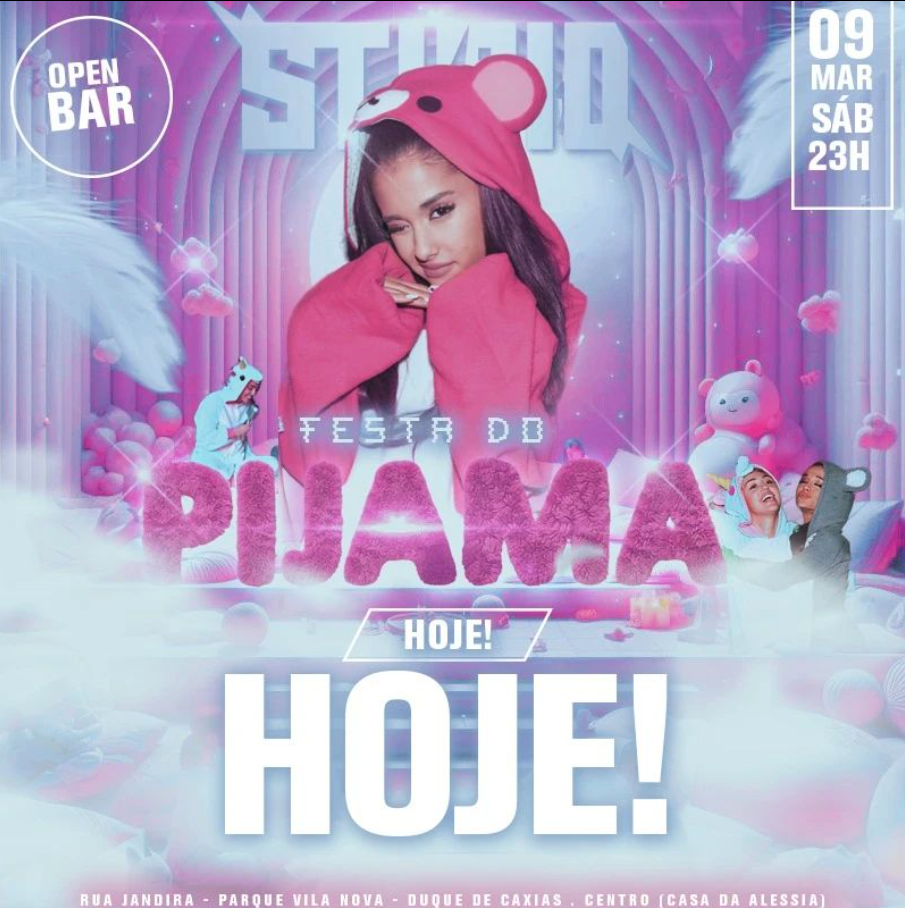 OPEN
BAR
STUDIO
09
MAR
SÁB
23H
FESTA DO
PIJAMA
HOJE!
HOJE!
RUA JANDIRA - PARQUE VILA NOVA - DUQUE DE CAXIAS . CENTRO (CASA DA ALESSIA)